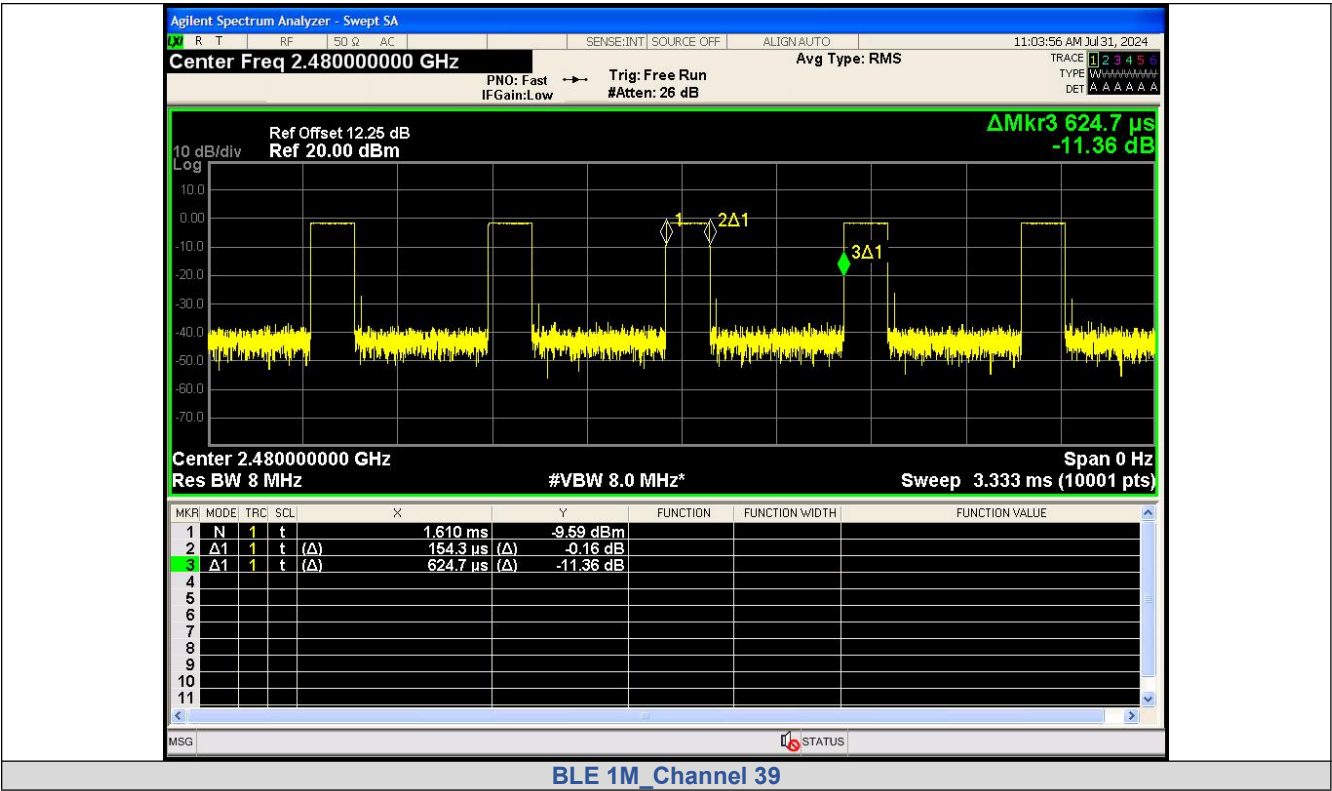 Agilent Spectrum Analyzer - Swept SA
LXI R T RF 50 Ω AC SENSE:INT SOURCE OFF ALIGN AUTO 11:03:56 AM Jul 31, 2024
Center Freq 2.480000000 GHz
PNO: Fast
IFGain:Low
Trig: Free Run
#Atten: 26 dB
Avg Type: RMS
TRACE 1 2 3 4 5 6
TYPE WWWWWW
DET A A A A A A
ΔMkr3 624.7 µs
-11.36 dB
Ref Offset 12.25 dB
10 dB/div Ref 20.00 dBm
Log
10.0
0.00
-10.0
-20.0
-30.0
-40.0
-50.0
-60.0
-70.0
1
2Δ1
3Δ1
Center 2.480000000 GHz Span 0 Hz
Res BW 8 MHz #VBW 8.0 MHz* Sweep 3.333 ms (10001 pts)
MKR MODE TRC SCL X Y FUNCTION FUNCTION WIDTH FUNCTION VALUE
1 N 1 t 1.610 ms -9.59 dBm
2 Δ1 1 t (Δ) 154.3 µs (Δ) -0.16 dB
3 Δ1 1 t (Δ) 624.7 µs (Δ) -11.36 dB
4
5
6
7
8
9
10
11
MSG STATUS
BLE 1M_Channel 39